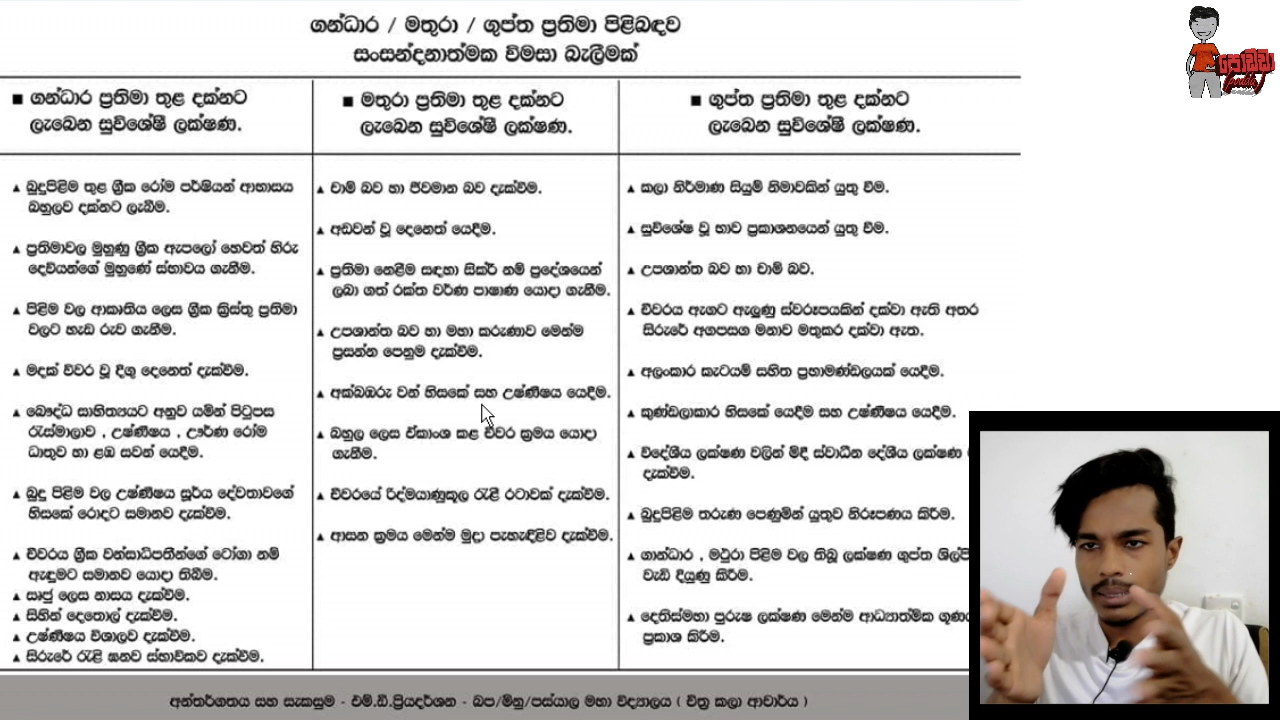 ගන්ධාර / මතුරා / ගුප්ත ප්‍රතිමා පිළිබඳව
සංසන්දනාත්මක විමසා බැලීමක්
■ ගන්ධාර ප්‍රතිමා තුළ දක්නට
ලැබෙන සුවිශේෂී ලක්ෂණ.
▲ බුදුපිළිම තුළ ග්‍රීක රෝම පර්ෂියන් ආභාසය
බහුලව දක්නට ලැබීම.
▲ ප්‍රතිමාවල මුහුණු ග්‍රීක ඇපලෝ හෙවත් හිරු
දෙවියන්ගේ මුහුණේ ස්භාවය ගැනීම.
▲ පිළිම වල ආකෘතිය ලෙස ග්‍රීක ක්‍රිස්තු ප්‍රතිමා
වලට හැඩ රුව ගැනීම.
▲ මදක් විවර වූ දීගු දෙනෙත් දැක්වීම.
▲ බෞද්ධ සාහිත්‍යයට අනුව යමින් පිටුපස
රැස්මාලාව , උෂ්ණීෂය , ඌර්ණ රෝම
ධාතුව හා ළඹ සවන් යෙදීම.
▲ බුදු පිළිම වල උෂ්ණීෂය සූර්ය දේවතාවගේ
හිසකේ රොදට සමානව දැක්වීම.
▲ චීවරය ග්‍රීක වන්සාධිපතීන්ගේ ටෝගා නම්
ඇඳුමට සමානව යොදා තිබීම.
▲ ඍජු ලෙස නාසය දැක්වීම.
▲ සිහින් දෙතොල් දැක්වීම.
▲ උෂ්ණීෂය විශාලව දැක්වීම.
▲ සිරුරේ රැළි ඝනව ස්භාවිකව දැක්වීම.
■ මතුරා ප්‍රතිමා තුළ දක්නට
ලැබෙන සුවිශේෂී ලක්ෂණ.
▲ චාම් බව හා ජීවමාන බව දැක්වීම.
▲ අඩවන් වූ දෙනෙත් යෙදීම.
▲ ප්‍රතිමා නෙළීම සඳහා සික්රි නම් ප්‍රදේශයෙන්
ලබා ගත් රක්ත වර්ණ පාෂාණ යොදා ගැනීම.
▲ උපශාන්ත බව හා මහා කරුණාව මෙන්ම
ප්‍රසන්න පෙනුම දැක්වීම.
▲ අක්බඹරු වන් හිසකේ සහ උෂ්ණීෂය යෙදීම.
▲ බහුල ලෙස ඒකාංශ කළ චීවර ක්‍රමය යොදා
ගැනීම.
▲ චීවරයේ රිද්මයාණුකූල රැළී රටාවක් දැක්වීම.
▲ ආසන ක්‍රමය මෙන්ම මුද්‍රා පැහැඳිළිව දැක්වීම.
■ ගුප්ත ප්‍රතිමා තුළ දක්නට
ලැබෙන සුවිශේෂී ලක්ෂණ.
▲ කලා නිර්මාණ සියුම් නිමාවකින් යුතු වීම.
▲ සුවිශේෂ වූ භාව ප්‍රකාශනයෙන් යුතු වීම.
▲ උපශාන්ත බව හා චාම් බව.
▲ චීවරය ඇගට ඇලුණු ස්වරූපයකින් දක්වා ඇති අතර
සිරුරේ අගපසග මනාව මතුකර දක්වා ඇත.
▲ අලංකාර කැටයම් සහිත ප්‍රභාමණ්ඩලයක් යෙදීම.
▲ කුණ්ඩලාකාර හිසකේ යෙදීම සහ උෂ්ණීෂය යෙදීම.
▲ විදේශීය ලක්ෂණ වලින් මිදී ස්වාධීන දේශීය ලක්ෂණ
දැක්වීම.
▲ බුදුපිළිම තරුණ පෙණුමින් යුතුව නිරූපණය කිරීම.
▲ ගාන්ධාර , මථුරා පිළිම වල තිබූ ලක්ෂණ ගුප්ත
වැඩි දියුණු කිරීම.
▲ දෙතිස්මහා පුරුෂ ලක්ෂණ මෙන්ම ආධ්‍යාත්මික
ප්‍රකාශ කිරීම.
අන්තර්ගතය සහ සැකසුම - එම්.ඩී.ප්‍රියදර්ශන - බප/මිනු/පස්යාල මහා විද්‍යාලය ( චිත්‍ර කලා ආචාර්ය )
පොඩ්ඩා